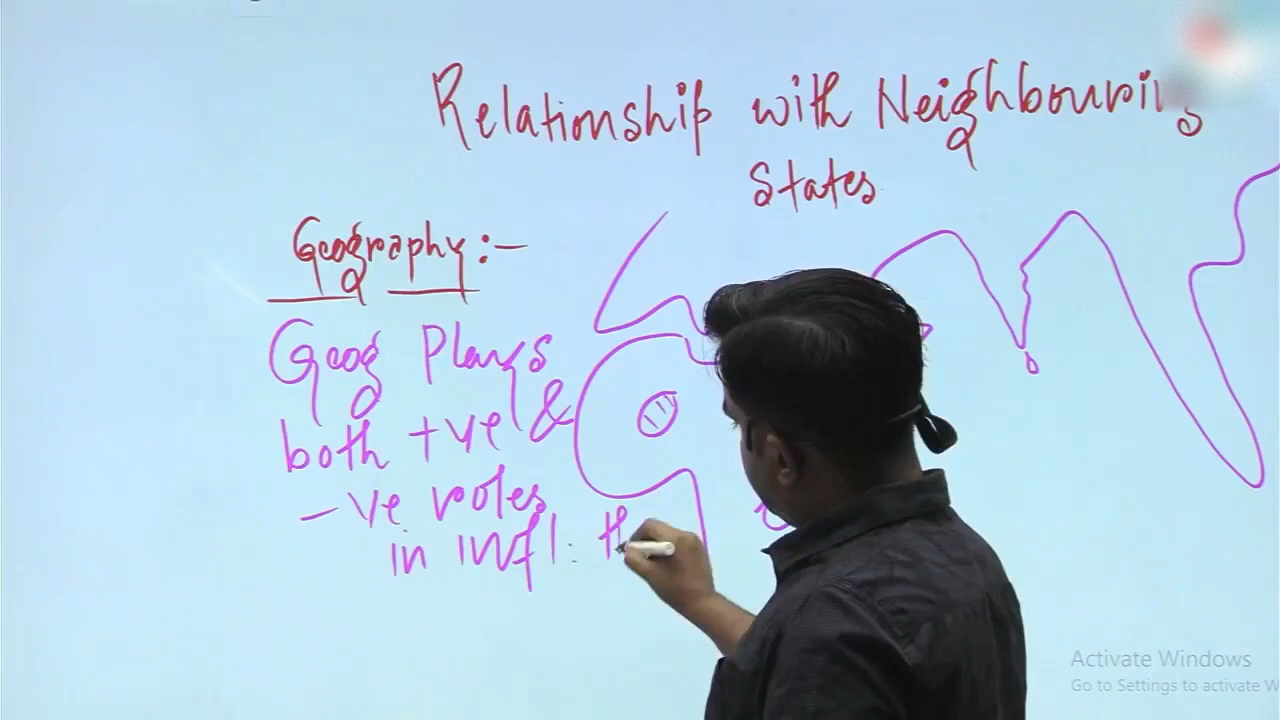 Relationship with Neighbouring
States
Geography:-
Geog Plays
both +ve &
-ve roles
in infl: th
Activate Windows
Go to Settings to activate W